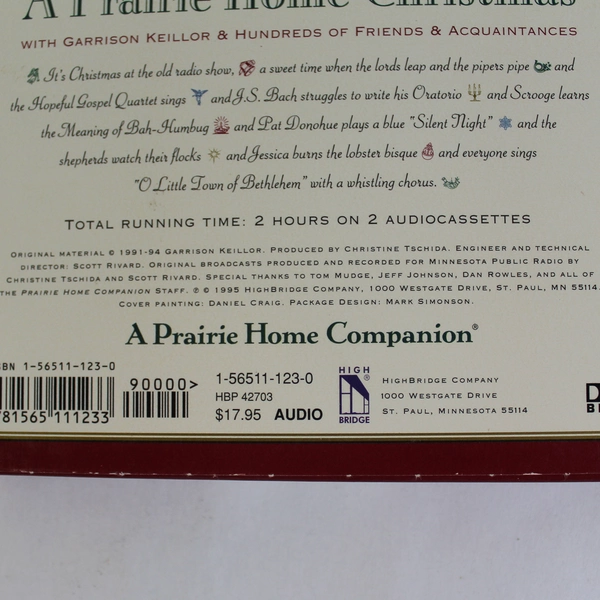 A Prairie Home Christmas
WITH GARRISON KEILLOR & HUNDREDS OF FRIENDS & ACQUAINTANCES
It's Christmas at the old radio show, a sweet time when the lords leap and the pipers pipe and
the Hopeful Gospel Quartet sings and J.S. Bach struggles to write his Oratorio and Scrooge learns
the Meaning of Bah-Humbug and Pat Donohue plays a blue "Silent Night" and the
shepherds watch their flocks and Jessica burns the lobster bisque and everyone sings
"O Little Town of Bethlehem" with a whistling chorus.
TOTAL RUNNING TIME: 2 HOURS ON 2 AUDIOCASSETTES
ORIGINAL MATERIAL © 1991-94 GARRISON KEILLOR. PRODUCED BY CHRISTINE TSCHIDA. ENGINEER AND TECHNICAL
DIRECTOR: SCOTT RIVARD. ORIGINAL BROADCASTS PRODUCED AND RECORDED FOR MINNESOTA PUBLIC RADIO BY
CHRISTINE TSCHIDA AND SCOTT RIVARD. SPECIAL THANKS TO TOM MUDGE, JEFF JOHNSON, DAN ROWLES, AND ALL OF
THE PRAIRIE HOME COMPANION STAFF. ℗ © 1995 HIGHBRIDGE COMPANY, 1000 WESTGATE DRIVE, ST. PAUL, MN 55114.
COVER PAINTING: DANIEL CRAIG. PACKAGE DESIGN: MARK SIMONSON.
A Prairie Home Companion®
SBN 1-56511-123-0
90000>
81565 111233
1-56511-123-0
HBP 42703
$17.95 AUDIO
HIGH
BRIDGE
HIGHBRIDGE COMPANY
1000 WESTGATE DRIVE
ST. PAUL, MINNESOTA 55114